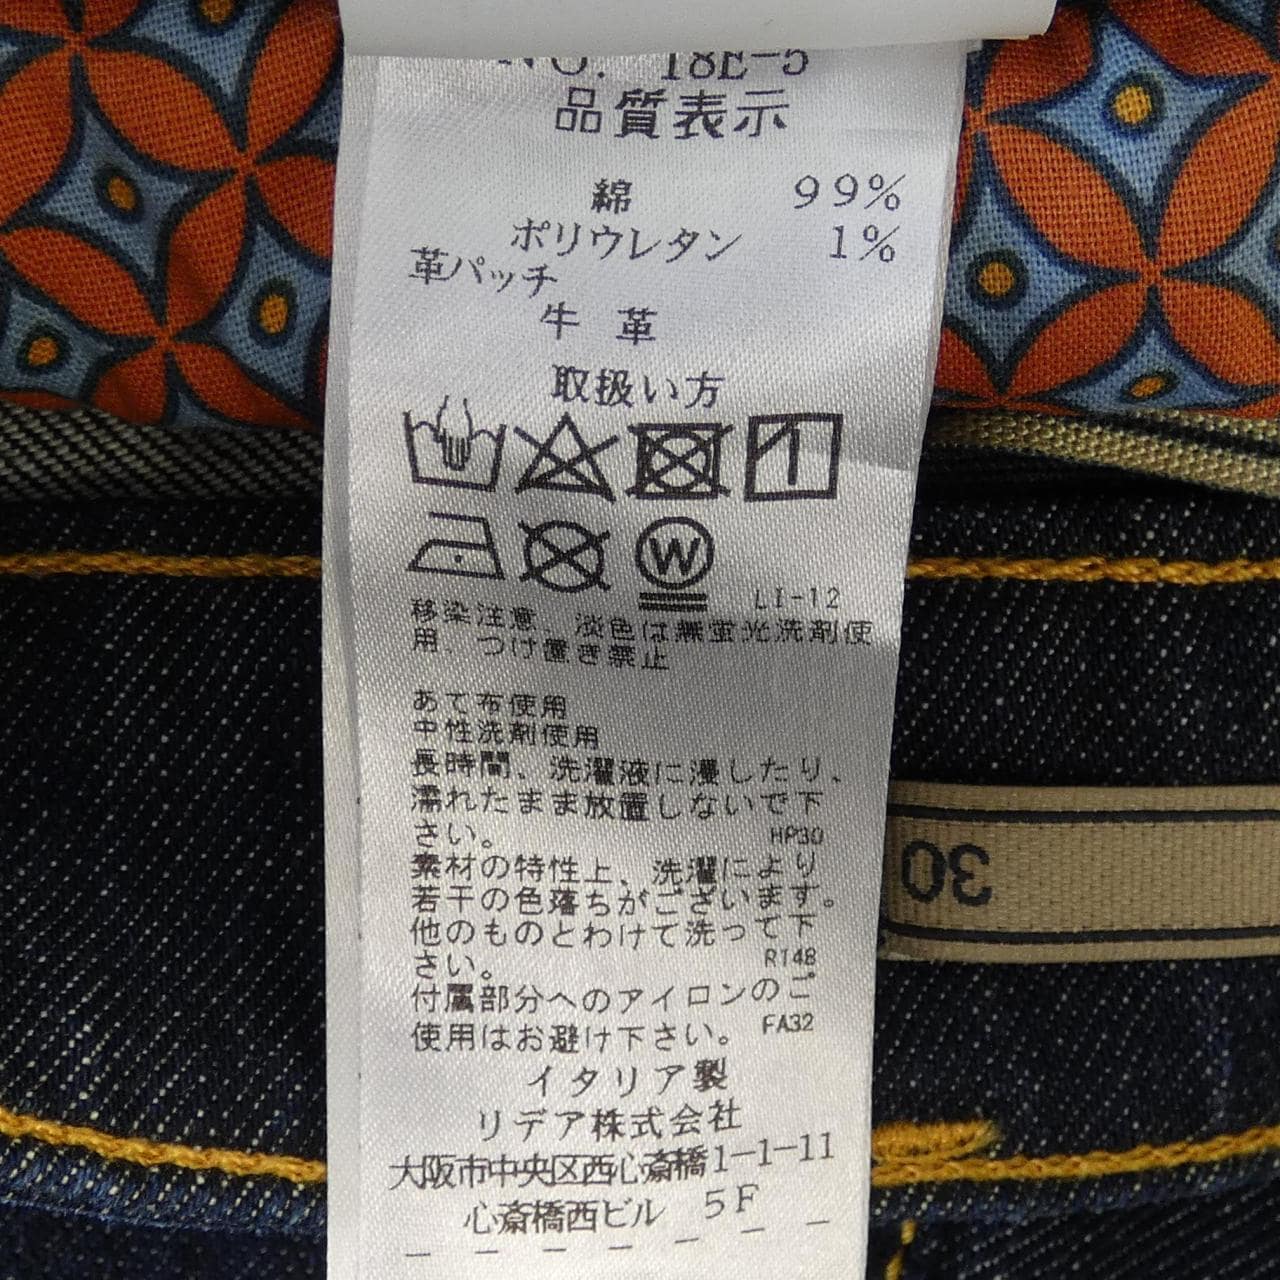 NO. 18E-5
品質表示
綿 99%
ポリウレタン 1%
革パッチ
牛 革
取扱い方
W
LI-12
移染注意、淡色は無蛍光洗剤使
用、つけ置き禁止
あて布使用
中性洗剤使用
長時間、洗濯液に浸したり、
濡れたまま放置しないで下
さい。 HP30
素材の特性上、洗濯により
若干の色落ちがございます。
他のものとわけて洗って下
さい。 RI48
付属部分へのアイロンのご
使用はお避け下さい。 FA32
イタリア製
リデア株式会社
大阪市中央区西心斎橋1-1-11
心斎橋西ビル 5F
30